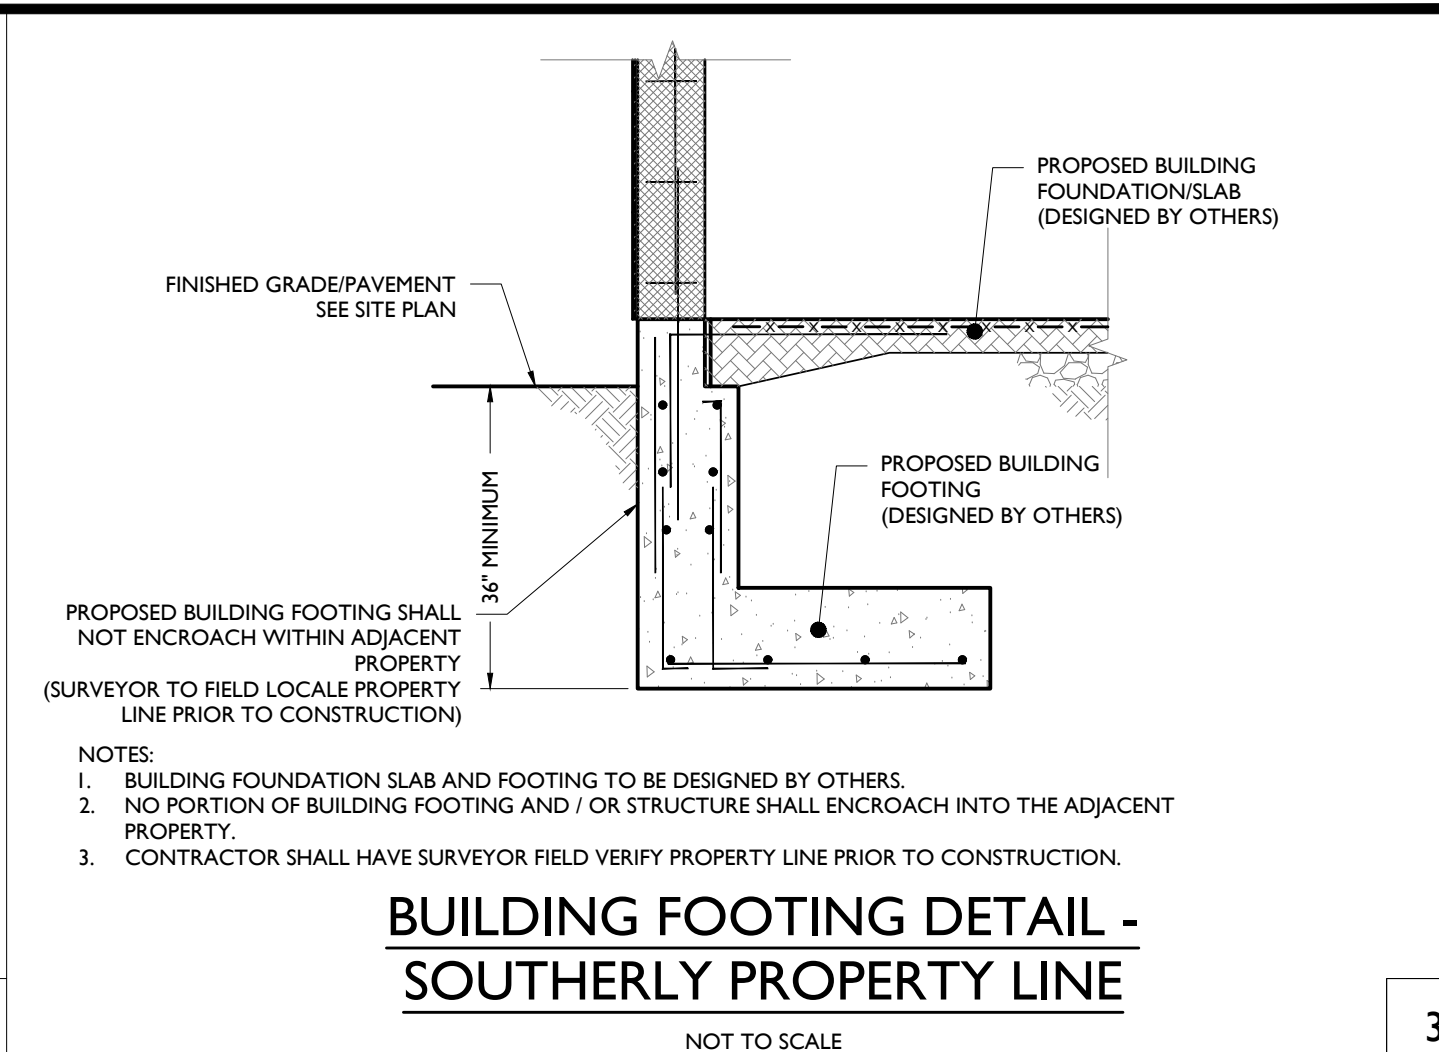 PROPOSED BUILDING
FOUNDATION/SLAB
(DESIGNED BY OTHERS)
FINISHED GRADE/PAVEMENT
SEE SITE PLAN
X X X X X X X X
PROPOSED BUILDING
FOOTING
(DESIGNED BY OTHERS)
36" MINIMUM
PROPOSED BUILDING FOOTING SHALL
NOT ENCROACH WITHIN ADJACENT
PROPERTY
(SURVEYOR TO FIELD LOCALE PROPERTY
LINE PRIOR TO CONSTRUCTION)
NOTES:
1. BUILDING FOUNDATION SLAB AND FOOTING TO BE DESIGNED BY OTHERS.
2. NO PORTION OF BUILDING FOOTING AND / OR STRUCTURE SHALL ENCROACH INTO THE ADJACENT
PROPERTY.
3. CONTRACTOR SHALL HAVE SURVEYOR FIELD VERIFY PROPERTY LINE PRIOR TO CONSTRUCTION.
BUILDING FOOTING DETAIL -
SOUTHERLY PROPERTY LINE
NOT TO SCALE
3